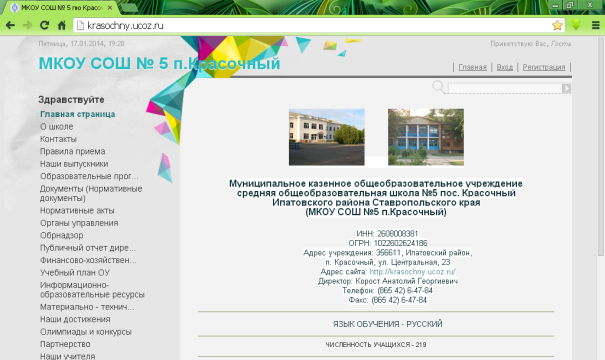 МКОУ СОШ № 5 пю Красоч
krasochny.ucoz.ru
Пятница, 17.01.2014, 19:20
Приветствую Вас, Гость
МКОУ СОШ № 5 п.Красочный
| Главная | Вход | Регистрация |
Здравствуйте
Главная страница
О школе
Контакты
Правила приема
Наши выпускники
Образовательные прог...
Документы (Нормативные
документы)
Нормативные акты
Органы управления
Обрнадзор
Публичный отчет дире...
Финансово-хозяйствен...
Учебный план ОУ
Информационно-
образовательные ресурсы
Материально - технич...
Наши достижения
Олимпиады и конкурсы
Партнерство
Наши учителя
Муниципальное казенное общеобразовательное учреждение
средняя общеобразовательная школа №5 пос. Красочный
Ипатовского района Ставропольского края
(МКОУ СОШ №5 п.Красочный)
ИНН: 2608008381
ОГРН: 1022602624186
Адрес учреждения: 356611, Ипатовский район,
п. Красочный, ул. Центральная, 23
Адрес сайта: http://krasochny.ucoz.ru/
Директор: Корост Анатолий Георгиевич
Телефон: (865 42) 6-47-84
Факс: (865 42) 6-47-84
ЯЗЫК ОБУЧЕНИЯ - РУССКИЙ
ЧИСЛЕННОСТЬ УЧАЩИХСЯ - 219